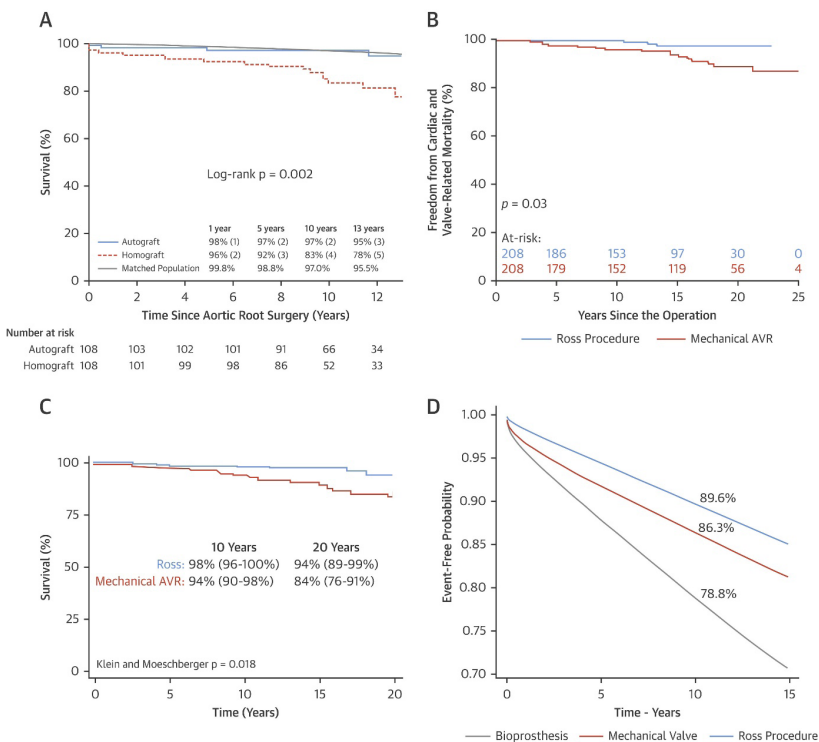 A
100
80
60
40
20
0
Survival (%)
Log-rank p = 0.002
1 year 5 years 10 years 13 years
Autograft 98% (1) 97% (2) 97% (2) 95% (3)
Homograft 96% (2) 92% (3) 83% (4) 78% (5)
Matched Population 99.8% 98.8% 97.0% 95.5%
0 2 4 6 8 10 12
Time Since Aortic Root Surgery (Years)
Number at risk
Autograft 108 103 102 101 91 66 34
Homograft 108 101 99 98 86 52 33
B
100
80
60
40
20
0
Freedom from Cardiac and
Valve-Related Mortality (%)
p = 0.03
At-risk:
208 186 153 97 30 0
208 179 152 119 56 4
0 5 10 15 20 25
Years Since the Operation
Ross Procedure Mechanical AVR
C
100
75
50
25
0
Survival (%)
10 Years 20 Years
Ross: 98% (96-100%) 94% (89-99%)
Mechanical AVR: 94% (90-98%) 84% (76-91%)
Klein and Moeschberger p = 0.018
0 5 10 15 20
Time (Years)
D
1.00
0.95
0.90
0.85
0.80
0.75
0.70
Event-Free Probability
89.6%
86.3%
78.8%
0 5 10 15
Time - Years
Bioprosthesis Mechanical Valve Ross Procedure